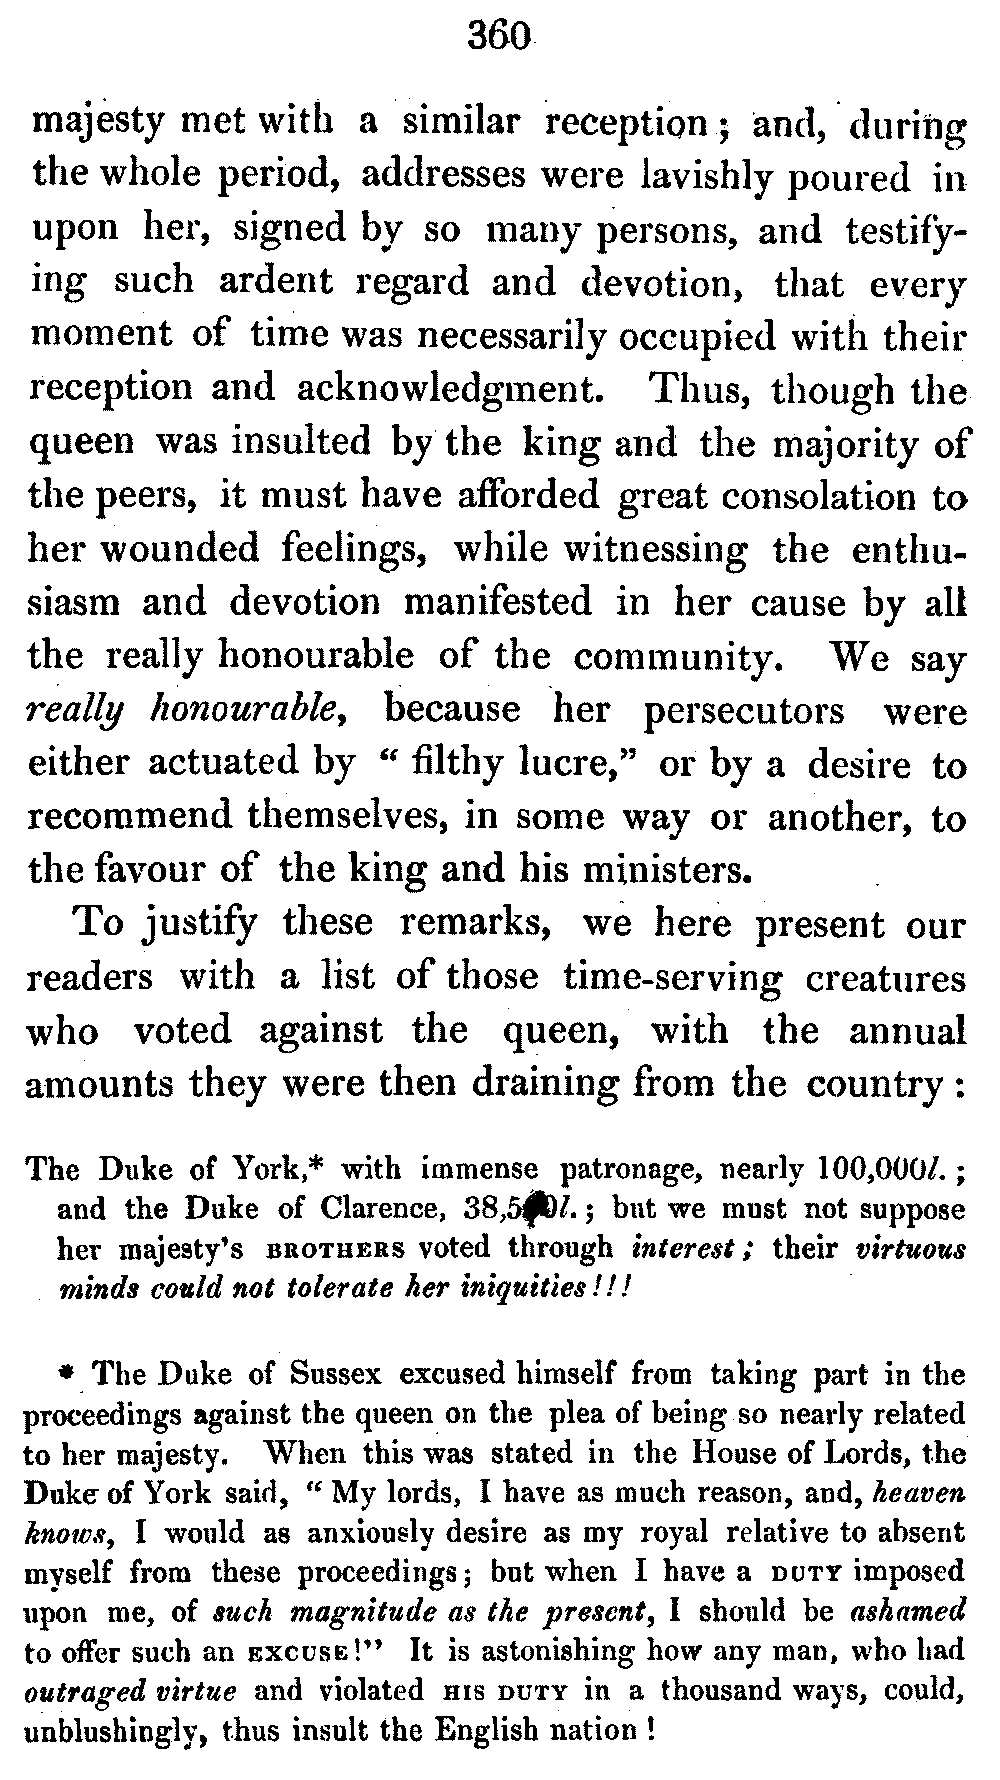 360
majesty met with a similar reception ; and, during
the whole period, addresses were lavishly poured in
upon her, signed by so many persons, and testify-
ing such ardent regard and devotion, that every
moment of time was necessarily occupied with their
reception and acknowledgment. Thus, though the
queen was insulted by the king and the majority of
the peers, it must have afforded great consolation to
her wounded feelings, while witnessing the enthu-
siasm and devotion manifested in her cause by all
the really honourable of the community. We say
really honourable, because her persecutors were
either actuated by “ filthy lucre,” or by a desire to
recommend themselves, in some way or another, to
the favour of the king and his ministers.
To justify these remarks, we here present our
readers with a list of those time-serving creatures
who voted against the queen, with the annual
amounts they were then draining from the country :
The Duke of York,* with immense patronage, nearly 100,000l. ;
and the Duke of Clarence, ; but we must not suppose
her majesty’s BROTHERS voted through interest ; their virtuous
minds could not tolerate her iniquities ! ! !
* The Duke of Sussex excused himself from taking part in the
proceedings against the queen on the plea of being so nearly related
to her majesty. When this was stated in the House of Lords, the
Duke of York said, “ My lords, I have as much reason, and, heaven
knows, I would as anxiously desire as my royal relative to absent
myself from these proceedings; but when I have a DUTY imposed
upon me, of such magnitude as the present, I should be ashamed
to offer such an EXCUSE!” It is astonishing how any man, who had
outraged virtue and violated HIS DUTY in a thousand ways, could,
unblushingly, thus insult the English nation !